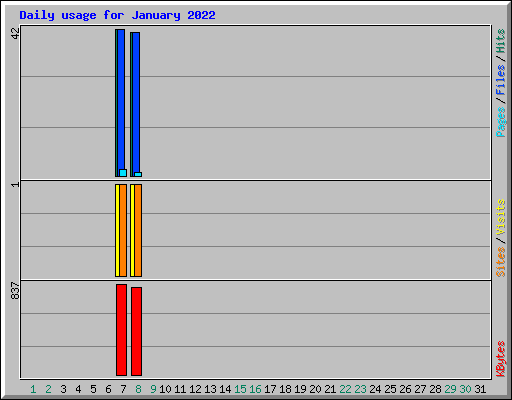 Daily usage for January 2022
42
1
837
Pages / Files / Hits
Sites / Visits
KBytes
1 2 3 4 5 6 7 8 9 10 11 12 13 14 15 16 17 18 19 20 21 22 23 24 25 26 27 28 29 30 31